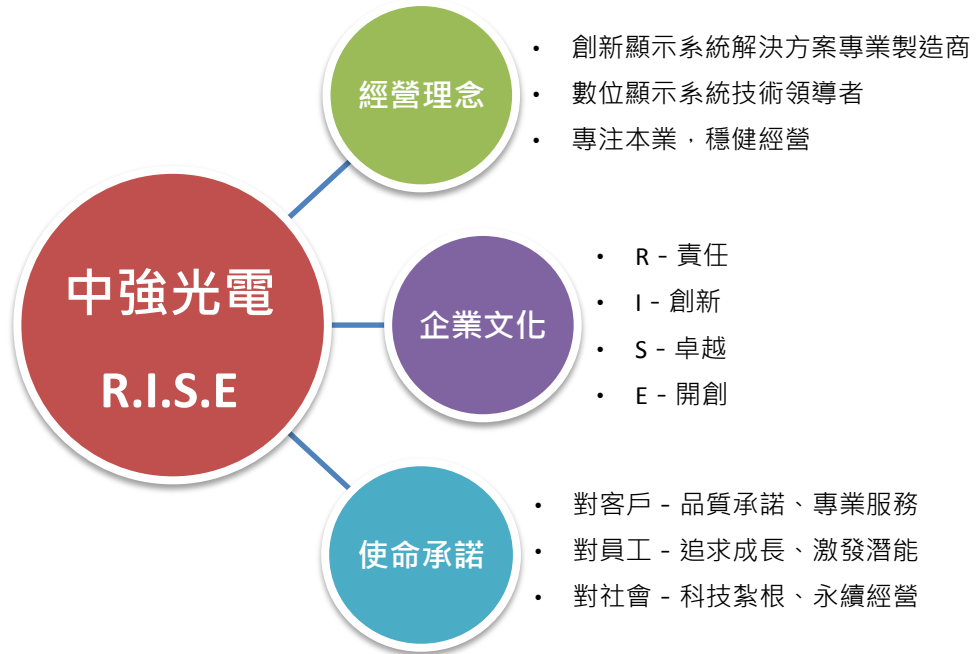 中強光電
R.I.S.E
經營理念
• 創新顯示系統解決方案專業製造商
• 數位顯示系統技術領導者
• 專注本業，穩健經營
企業文化
• R - 責任
• I - 創新
• S - 卓越
• E - 開創
使命承諾
• 對客戶 - 品質承諾、專業服務
• 對員工 - 追求成長、激發潛能
• 對社會 - 科技紮根、永續經營